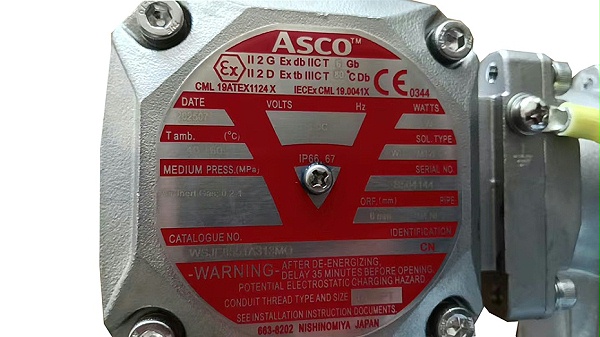 ASCO™
II 2 G Ex db IIC T Gb
II 2 D Ex tb IIIC T °C Db
CML 19ATEX1124 X IECEx CML 19.0041X
CE 0344
DATE VOLTS Hz WATTS
T amb. (°C) SOL. TYPE
IP66, 67
MEDIUM PRESS.(MPa) SERIAL NO
ORF.(mm) PIPE
CATALOGUE NO. IDENTIFICATION
CN
-WARNING- AFTER DE-ENERGIZING,
DELAY 35 MINUTES BEFORE OPENING.
POTENTIAL ELECTROSTATIC CHARGING HAZARD
CONDUIT THREAD TYPE AND SIZE
SEE INSTALLATION INSTRUCTION DOCUMENTS.
663-8202 NISHINOMIYA JAPAN